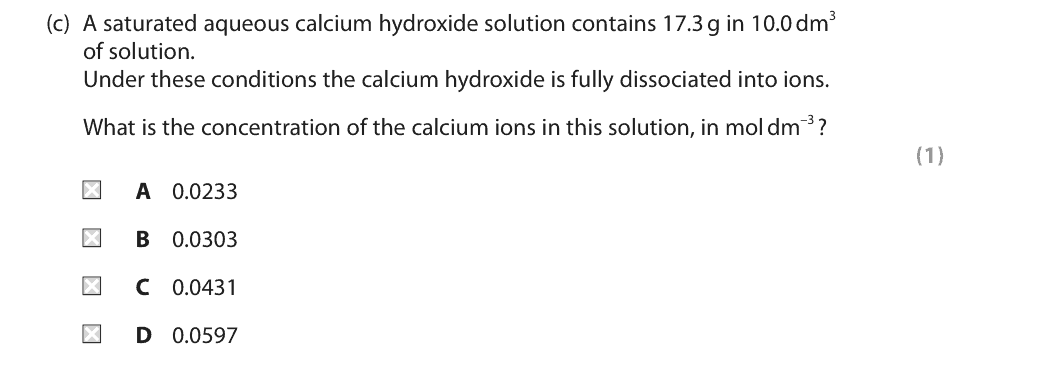 (c) A saturated aqueous calcium hydroxide solution contains 17.3 g in 10.0 dm³
of solution.
Under these conditions the calcium hydroxide is fully dissociated into ions.
What is the concentration of the calcium ions in this solution, in mol dm⁻³?
(1)
A 0.0233
B 0.0303
C 0.0431
D 0.0597